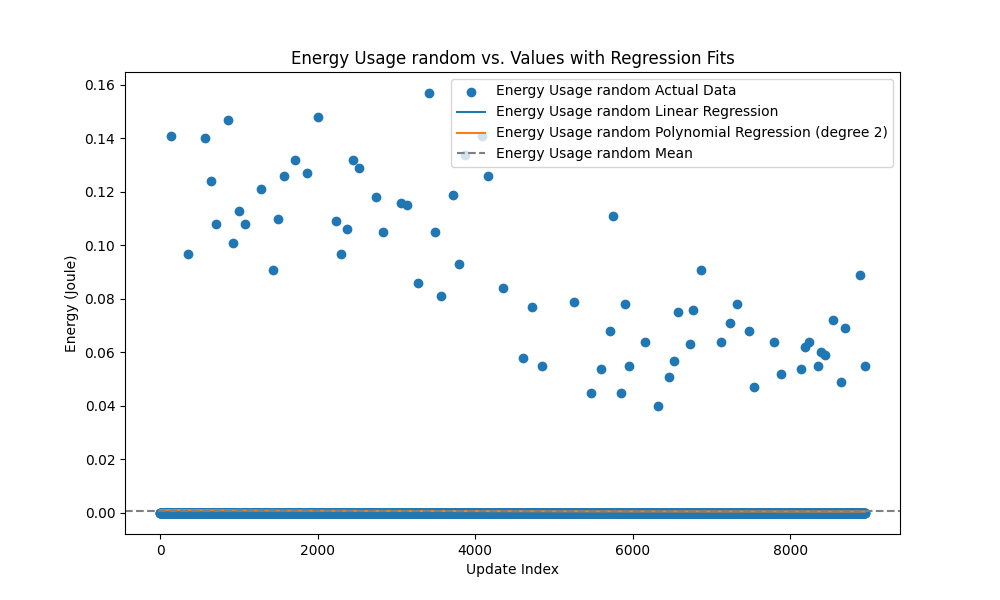 Energy Usage random vs. Values with Regression Fits
Energy Usage random Actual Data
Energy Usage random Linear Regression
Energy Usage random Polynomial Regression (degree 2)
Energy Usage random Mean
Energy (Joule)
0.16
0.14
0.12
0.10
0.08
0.06
0.04
0.02
0.00
0 2000 4000 6000 8000
Update Index